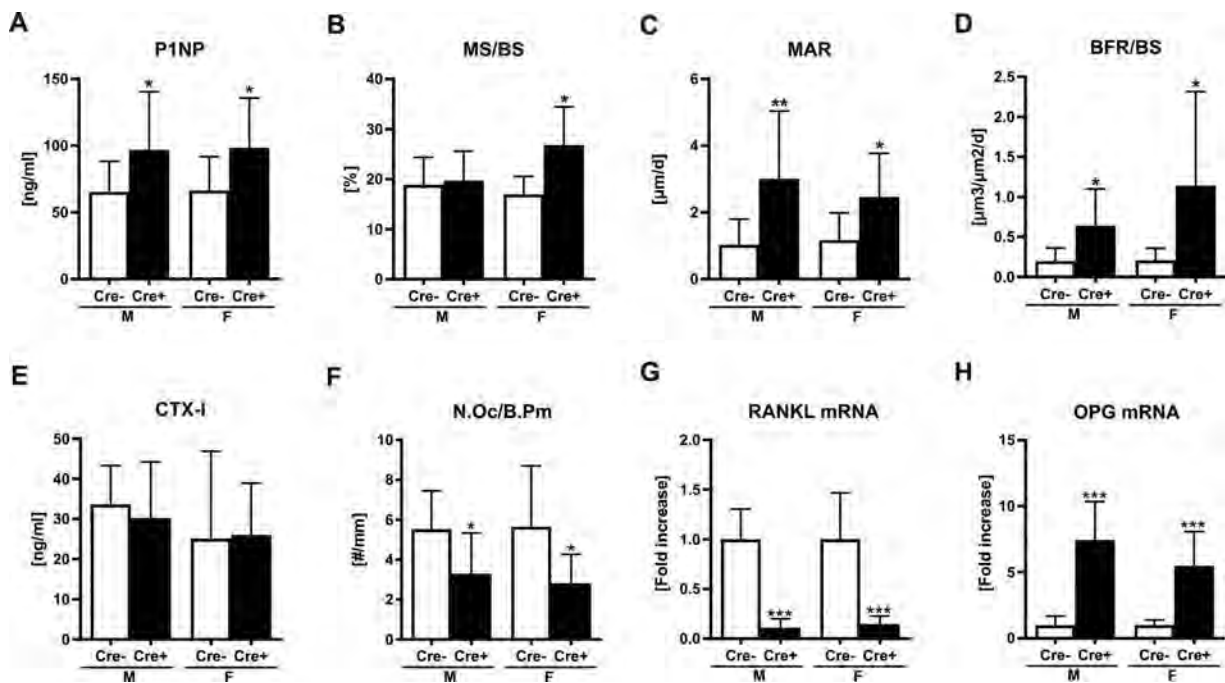 A
P1NP
[ng/ml]
150
100
50
0
*
*
Cre- Cre+ Cre- Cre+
M F
B
MS/BS
[%]
40
30
20
10
0
*
Cre- Cre+ Cre- Cre+
M F
C
MAR
[µm/d]
6
4
2
0
**
*
Cre- Cre+ Cre- Cre+
M F
D
BFR/BS
[µm3/µm2/d]
2.5
2.0
1.5
1.0
0.5
0.0
*
*
Cre- Cre+ Cre- Cre+
M F
E
CTX-I
[ng/ml]
50
40
30
20
10
0
Cre- Cre+ Cre- Cre+
M F
F
N.Oc/B.Pm
[#/mm]
10
8
6
4
2
0
*
*
Cre- Cre+ Cre- Cre+
M F
G
RANKL mRNA
[Fold increase]
2.0
1.5
1.0
0.5
0.0
***
***
Cre- Cre+ Cre- Cre+
M F
H
OPG mRNA
[Fold increase]
15
10
5
0
***
***
Cre- Cre+ Cre- Cre+
M F